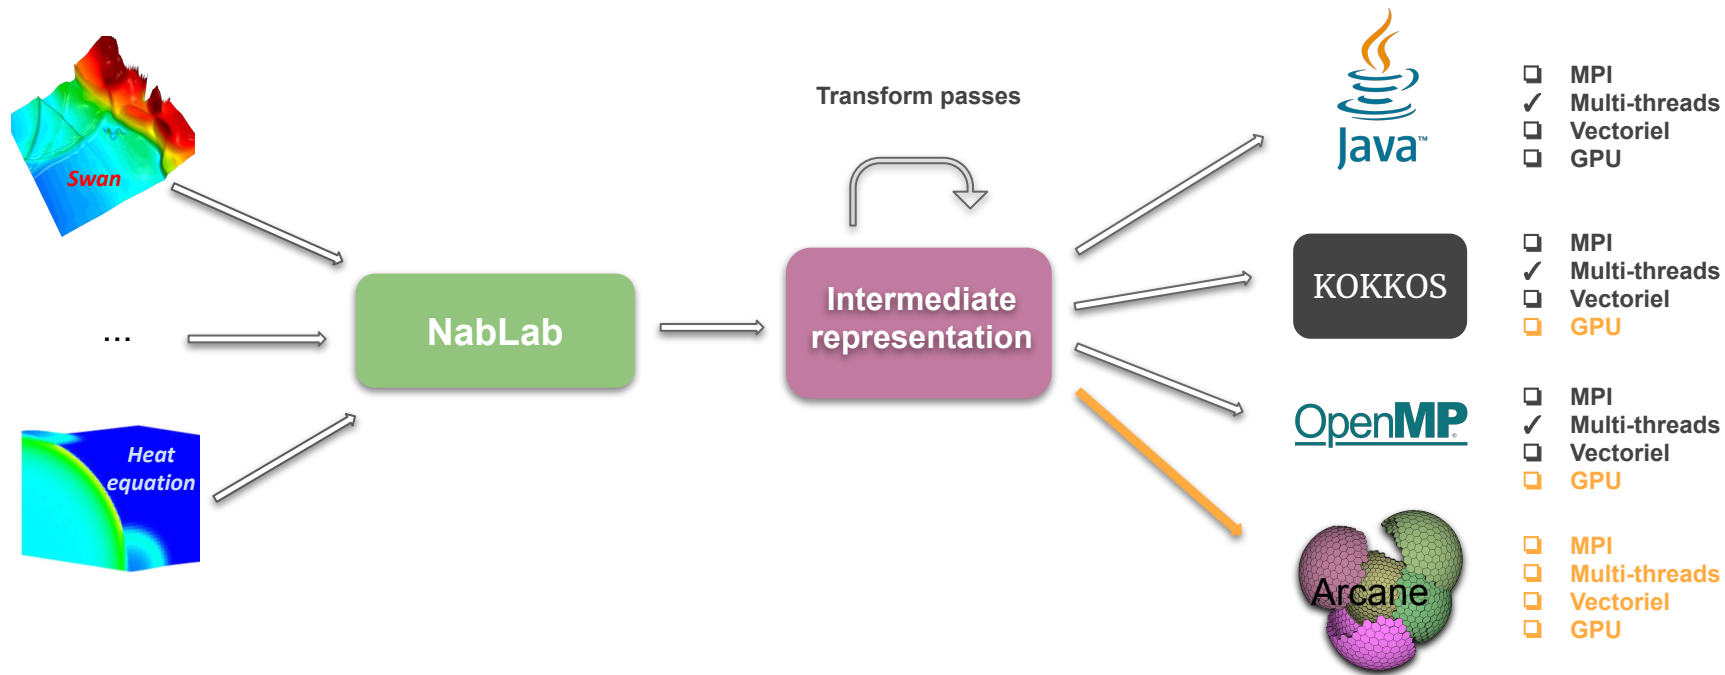 Swan
...
Heat
equation
NabLab
Transform passes
Intermediate
representation
Java™
MPI
✓ Multi-threads
Vectoriel
GPU
KOKKOS
MPI
✓ Multi-threads
Vectoriel
GPU
OpenMP®
MPI
✓ Multi-threads
Vectoriel
GPU
Arcane
MPI
Multi-threads
Vectoriel
GPU